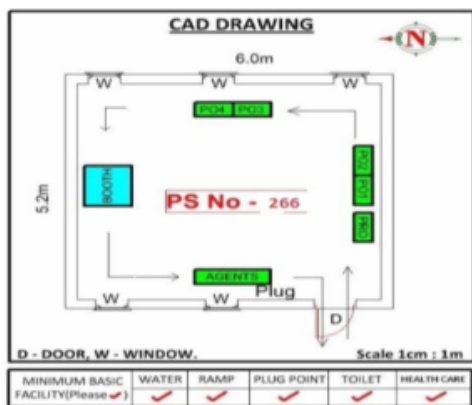 CAD DRAWING
N
6.0m
W W W
PO4 PO3
5.2m
BOOTH
PO2
PO1
PRO
PS No - 266
AGENTS
Plug
W W
D
D - DOOR, W - WINDOW. Scale 1cm : 1m
MINIMUM BASIC FACILITY(Please ✓) WATER RAMP PLUG POINT TOILET HEALTH CARE
✓ ✓ ✓ ✓ ✓